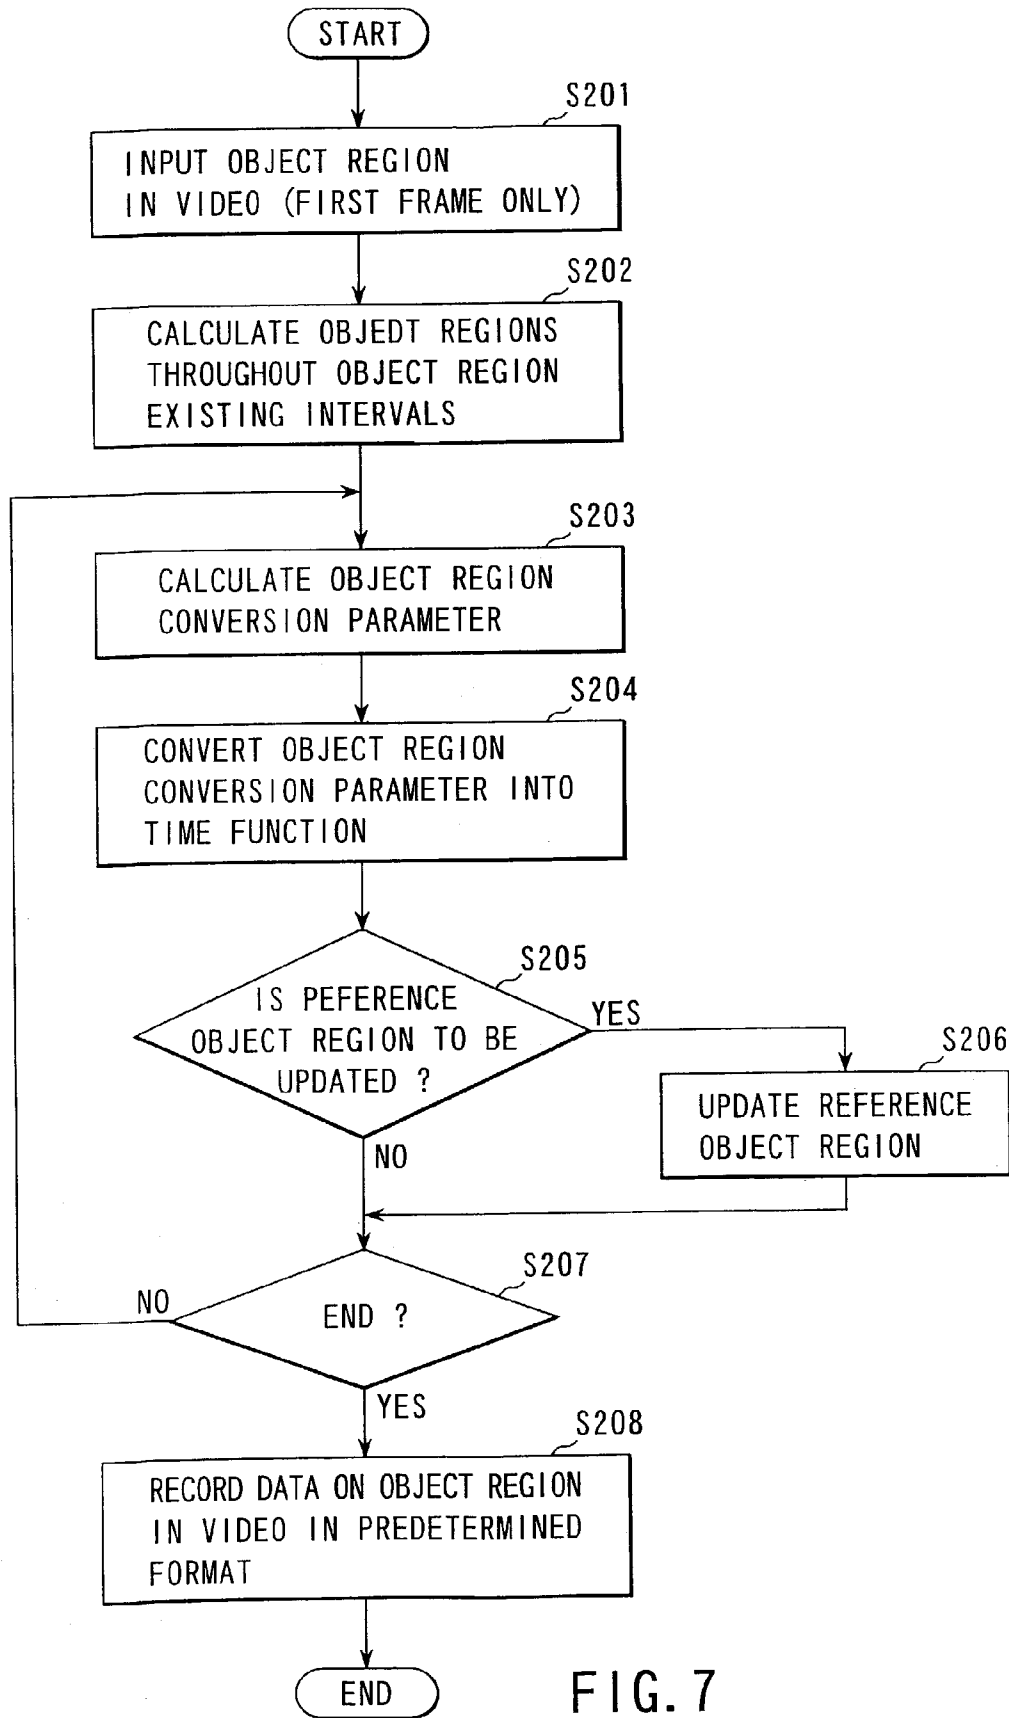 START
S201
INPUT OBJECT REGION
IN VIDEO (FIRST FRAME ONLY)
S202
CALCULATE OBJEDT REGIONS
THROUGHOUT OBJECT REGION
EXISTING INTERVALS
S203
CALCULATE OBJECT REGION
CONVERSION PARAMETER
S204
CONVERT OBJECT REGION
CONVERSION PARAMETER INTO
TIME FUNCTION
S205
IS PEFERENCE
OBJECT REGION TO BE
UPDATED ?
YES
S206
UPDATE REFERENCE
OBJECT REGION
NO
S207
END ?
NO
YES
S208
RECORD DATA ON OBJECT REGION
IN VIDEO IN PREDETERMINED
FORMAT
END
FIG. 7